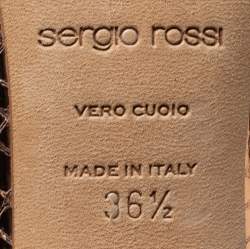 sergio rossi
VERO CUOIO
MADE IN ITALY
36½